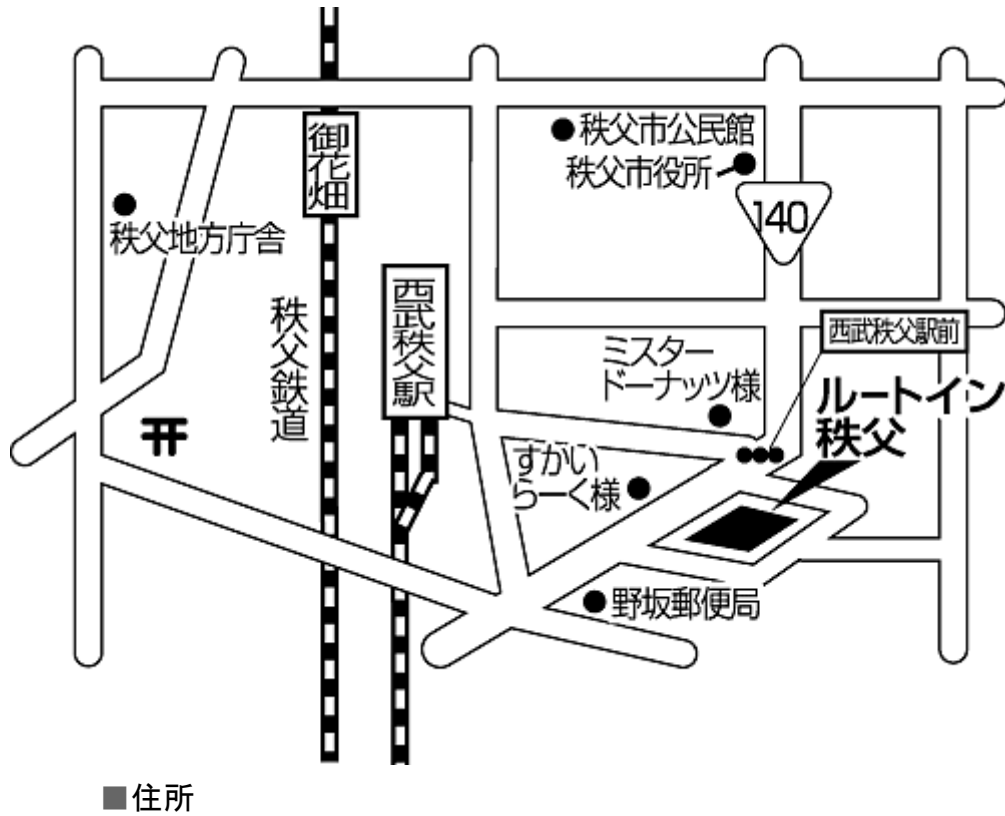 秩父市公民館
秩父市役所
御花畑
140
秩父地方庁舎
西武秩父駅
秩父鉄道
西武秩父駅前
ミスター
ドーナッツ様
ルートイン
秩父
すかい
らーく様
野坂郵便局
■住所